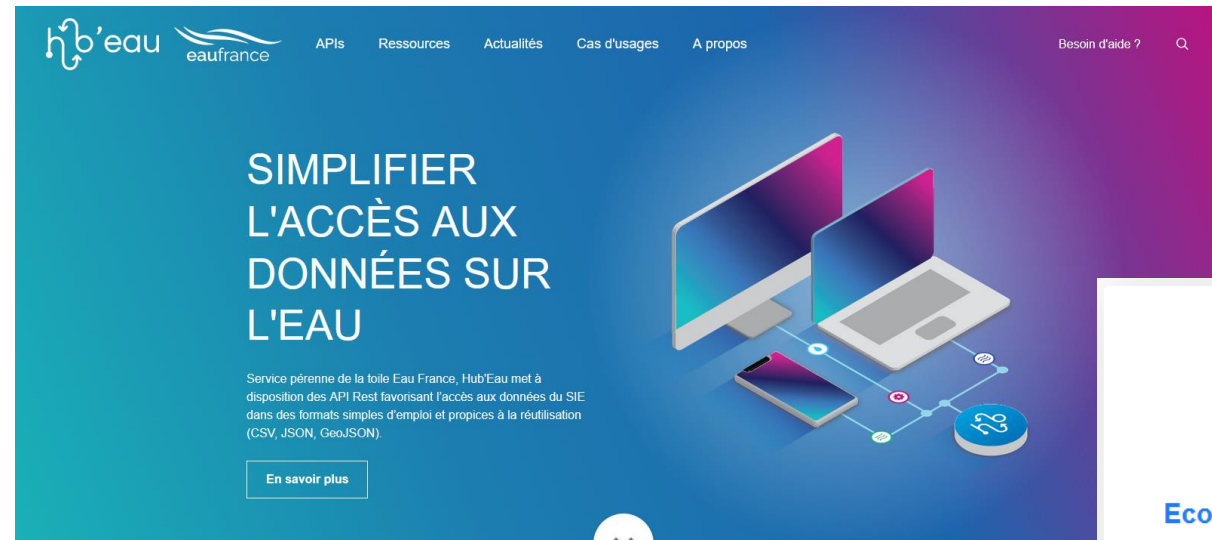 hub'eau
eaufrance
APIs Ressources Actualités Cas d'usages A propos Besoin d'aide ?
SIMPLIFIER
L'ACCÈS AUX
DONNÉES SUR
L'EAU
Service pérenne de la toile Eau France, Hub'Eau met à
disposition des API Rest favorisant l'accès aux données du SIE
dans des formats simples d'emploi et propices à la réutilisation
(CSV, JSON, GeoJSON).
En savoir plus
Eco